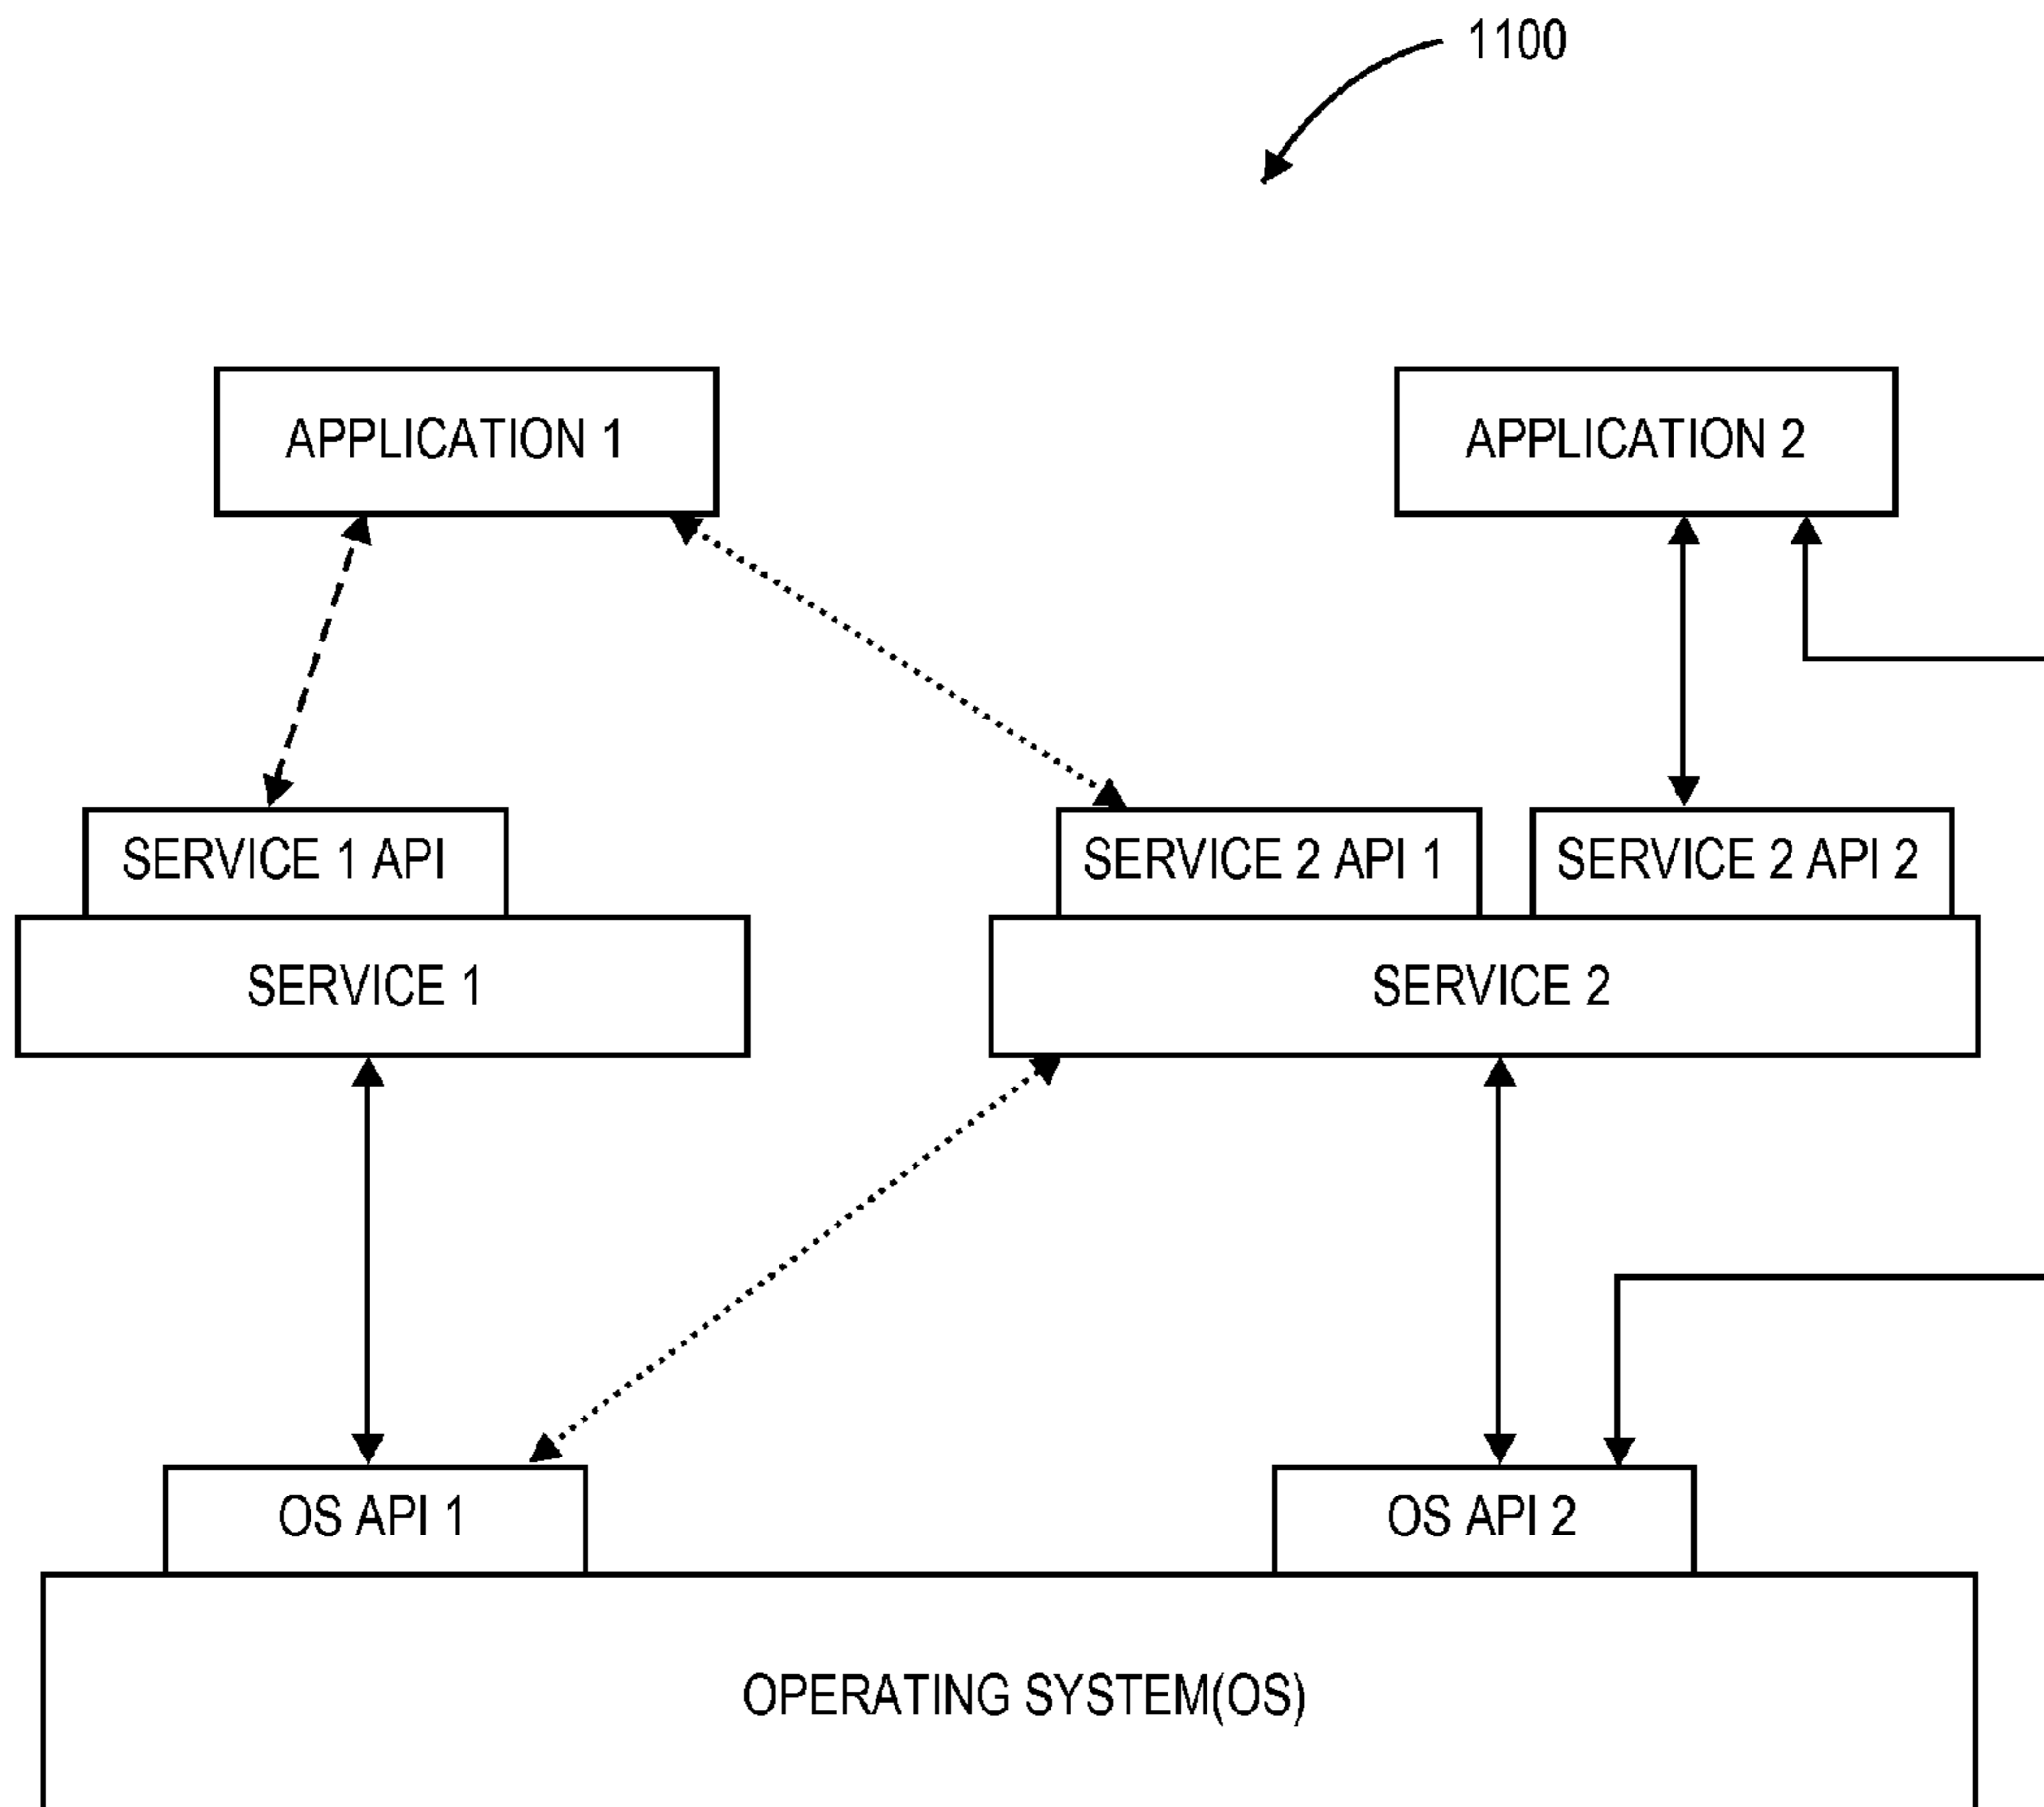 1100
APPLICATION 1
APPLICATION 2
SERVICE 1 API
SERVICE 2 API 1
SERVICE 2 API 2
SERVICE 1
SERVICE 2
OS API 1
OS API 2
OPERATING SYSTEM(OS)